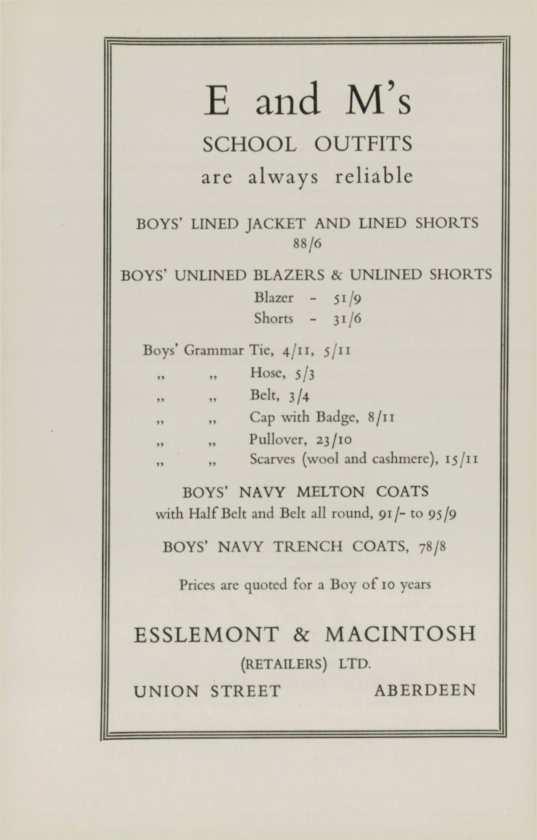 E and M's
SCHOOL OUTFITS
are always reliable
BOYS' LINED JACKET AND LINED SHORTS
88/6
BOYS' UNLINED BLAZERS & UNLINED SHORTS
Blazer - 51/9
Shorts - 31/6
Boys' Grammar Tie, 4/11, 5/11
,, ,, Hose, 5/3
,, ,, Belt, 3/4
,, ,, Cap with Badge, 8/11
,, ,, Pullover, 23/10
,, ,, Scarves (wool and cashmere), 15/11
BOYS' NAVY MELTON COATS
with Half Belt and Belt all round, 91/- to 95/9
BOYS' NAVY TRENCH COATS, 78/8
Prices are quoted for a Boy of 10 years
ESSLEMONT & MACINTOSH
(RETAILERS) LTD.
UNION STREET ABERDEEN